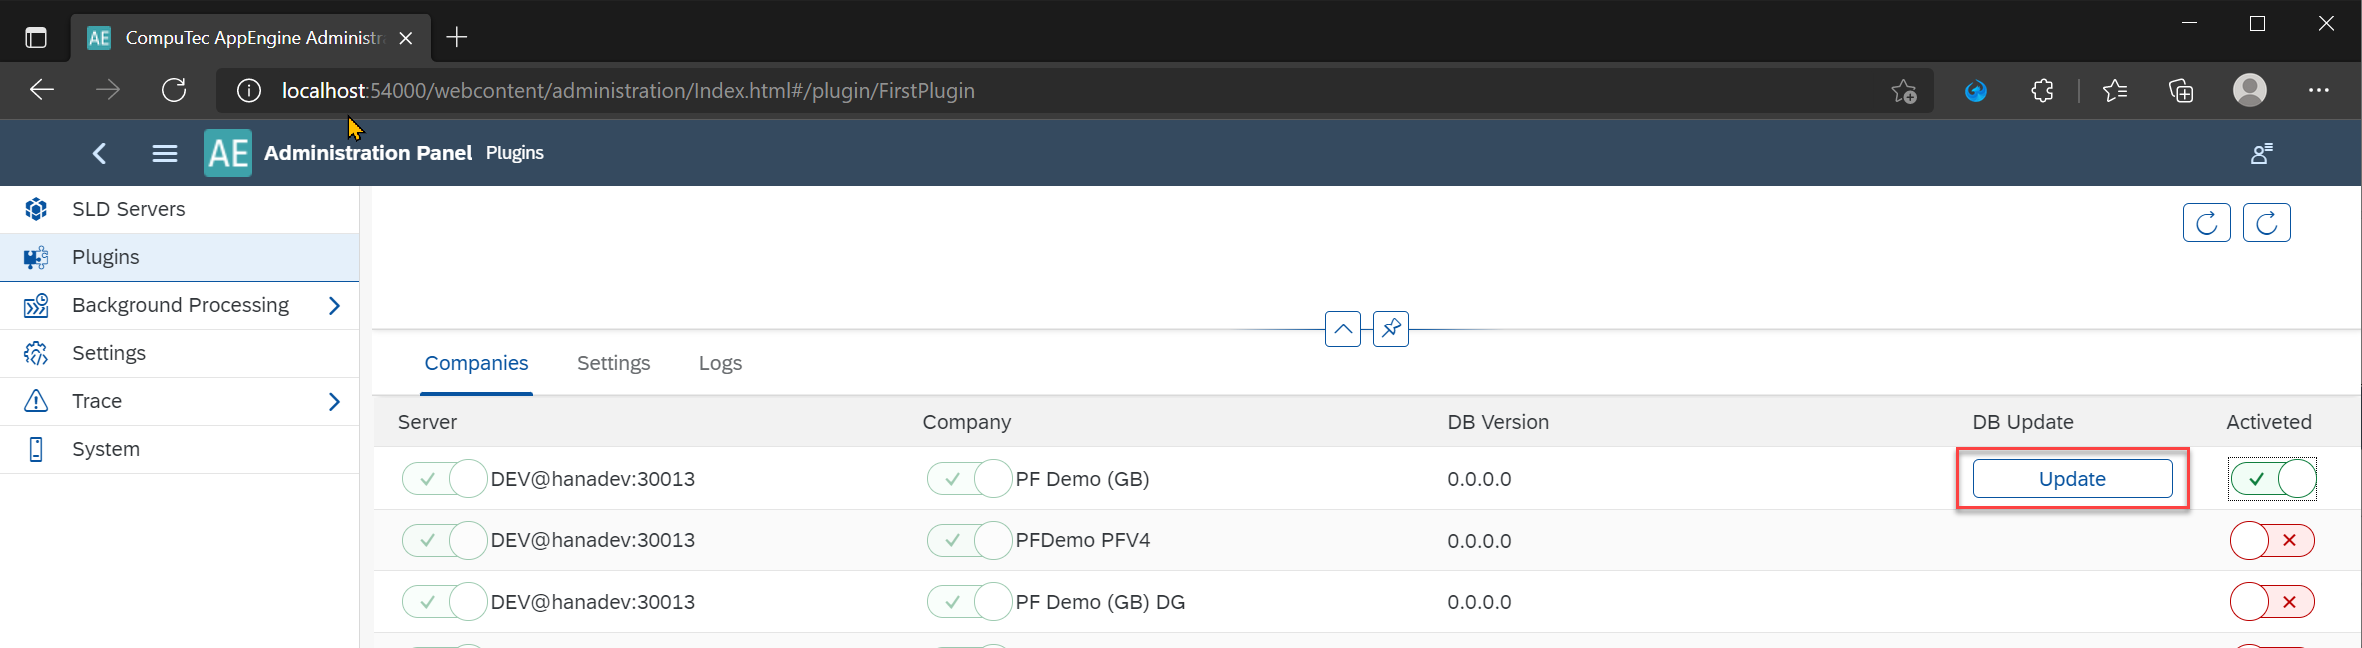 AE CompuTec AppEngine Administra
localhost:54000/webcontent/administration/Index.html#/plugin/FirstPlugin
AE Administration Panel Plugins
SLD Servers
Plugins
Background Processing
Settings
Trace
System
Companies Settings Logs
Server Company DB Version DB Update Activeted
DEV@hanadev:30013 PF Demo (GB) 0.0.0.0 Update
DEV@hanadev:30013 PFDemo PFV4 0.0.0.0
DEV@hanadev:30013 PF Demo (GB) DG 0.0.0.0